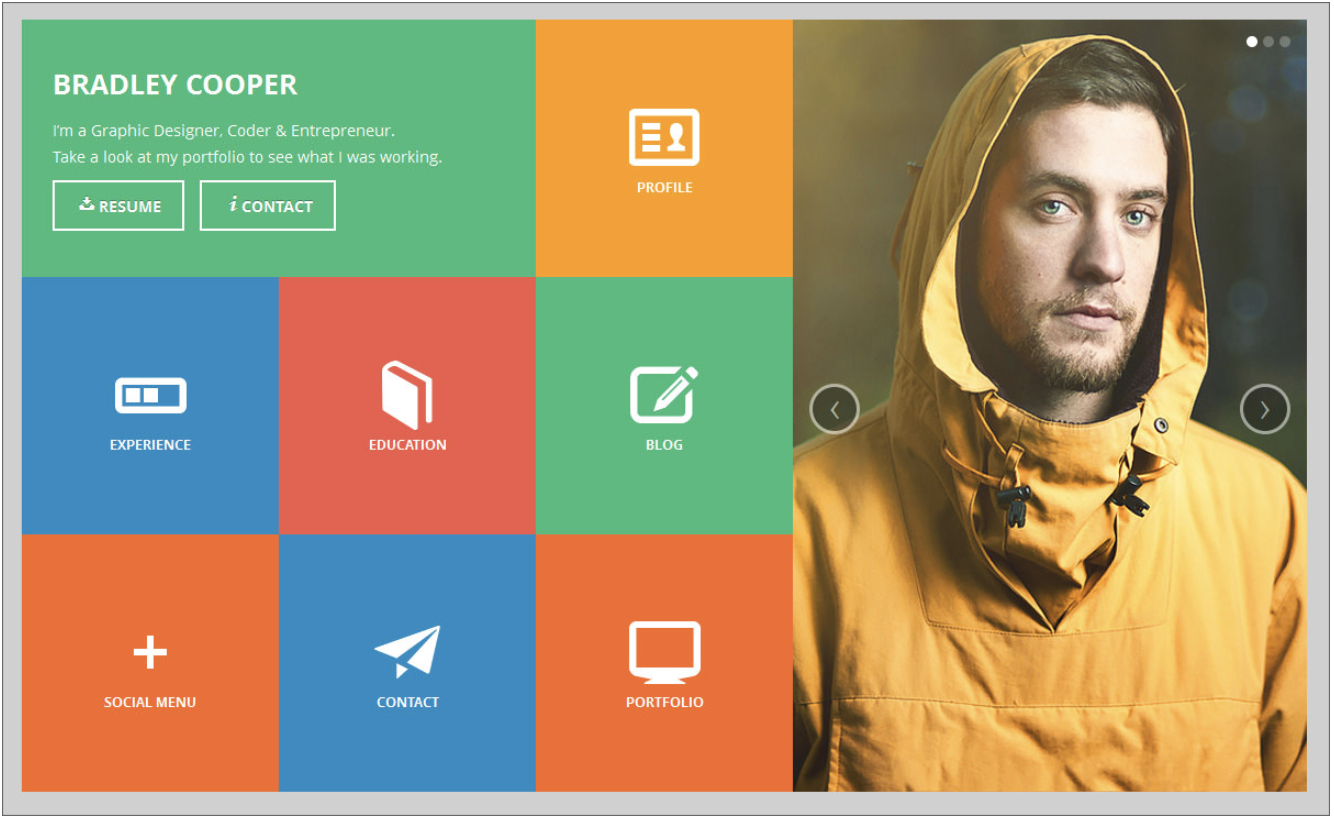 BRADLEY COOPER
I'm a Graphic Designer, Coder & Entrepreneur.
Take a look at my portfolio to see what I was working.
RESUME
i CONTACT
PROFILE
EXPERIENCE
EDUCATION
BLOG
SOCIAL MENU
CONTACT
PORTFOLIO